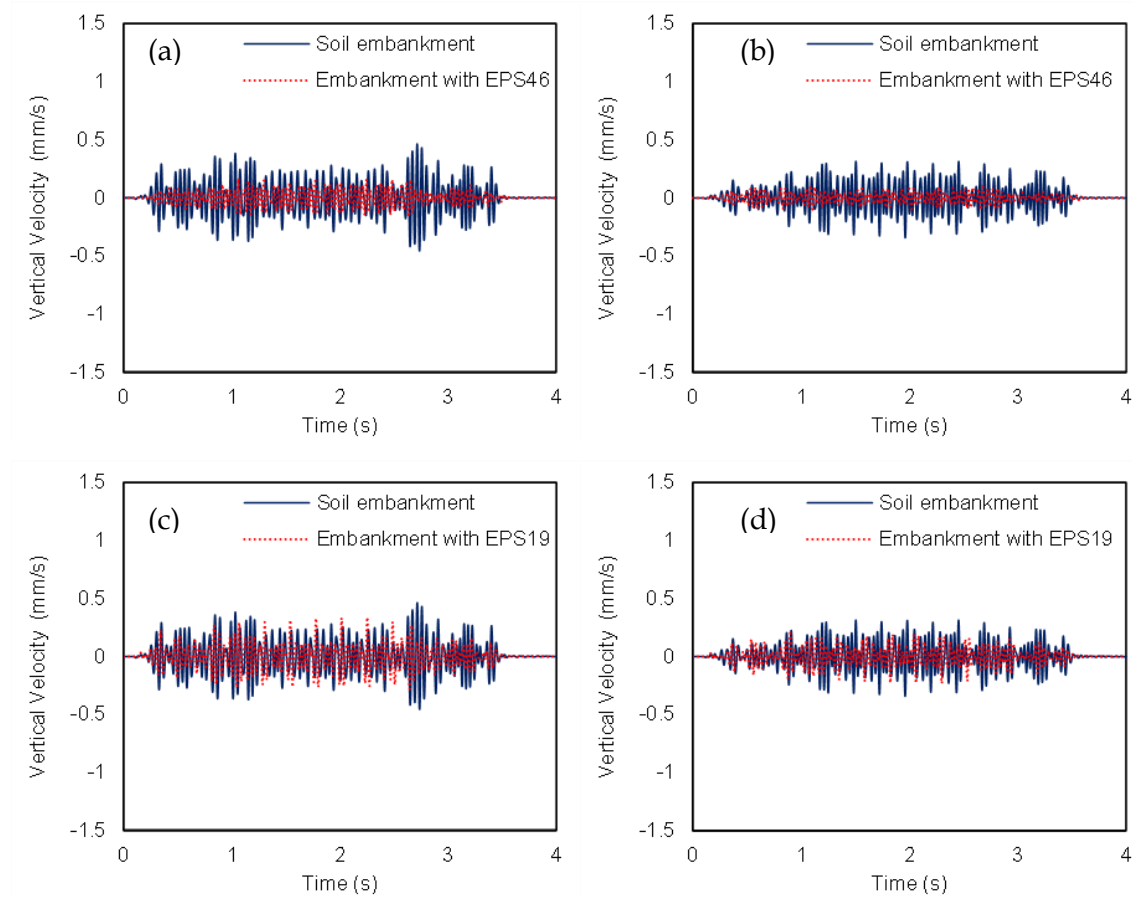 (a)
Soil embankment
Embankment with EPS46
Vertical Velocity (mm/s)
1.5
1
0.5
0
-0.5
-1
-1.5
0 1 2 3 4
Time (s)
(b)
Soil embankment
Embankment with EPS46
Vertical Velocity (mm/s)
1.5
1
0.5
0
-0.5
-1
-1.5
0 1 2 3 4
Time (s)
(c)
Soil embankment
Embankment with EPS19
Vertical Velocity (mm/s)
1.5
1
0.5
0
-0.5
-1
-1.5
0 1 2 3 4
Time (s)
(d)
Soil embankment
Embankment with EPS19
Vertical Velocity (mm/s)
1.5
1
0.5
0
-0.5
-1
-1.5
0 1 2 3 4
Time (s)